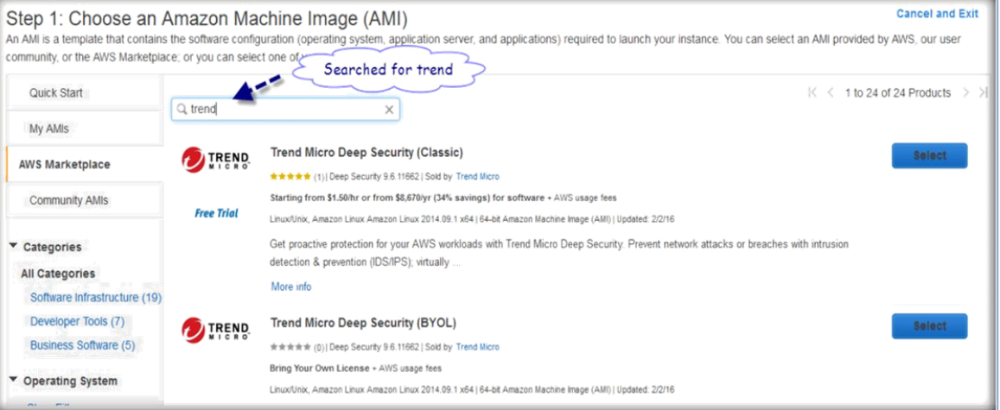 Step 1: Choose an Amazon Machine Image (AMI)
Cancel and Exit
An AMI is a template that contains the software configuration (operating system, application server, and applications) required to launch your instance. You can select an AMI provided by AWS, our user
community, or the AWS Marketplace; or you can select one of
Searched for trend
Quick Start
My AMIs
AWS Marketplace
Community AMIs
Categories
All Categories
Software Infrastructure (19)
Developer Tools (7)
Business Software (5)
Operating System
trend
1 to 24 of 24 Products
TREND MICRO
Free Trial
Trend Micro Deep Security (Classic)
Select
(1) | Deep Security 9.6.11662 | Sold by Trend Micro
Starting from $1.50/hr or from $8,670/yr (34% savings) for software + AWS usage fees
Linux/Unix, Amazon Linux Amazon Linux 2014.09.1 x64 | 64-bit Amazon Machine Image (AMI) | Updated: 2/2/16
Get proactive protection for your AWS workloads with Trend Micro Deep Security. Prevent network attacks or breaches with intrusion
detection & prevention (IDS/IPS); virtually ...
More info
TREND MICRO
Trend Micro Deep Security (BYOL)
Select
(0) | Deep Security 9.6.11662 | Sold by Trend Micro
Bring Your Own License + AWS usage fees
Linux/Unix, Amazon Linux Amazon Linux 2014.09.1 x64 | 64-bit Amazon Machine Image (AMI) | Updated: 2/2/16